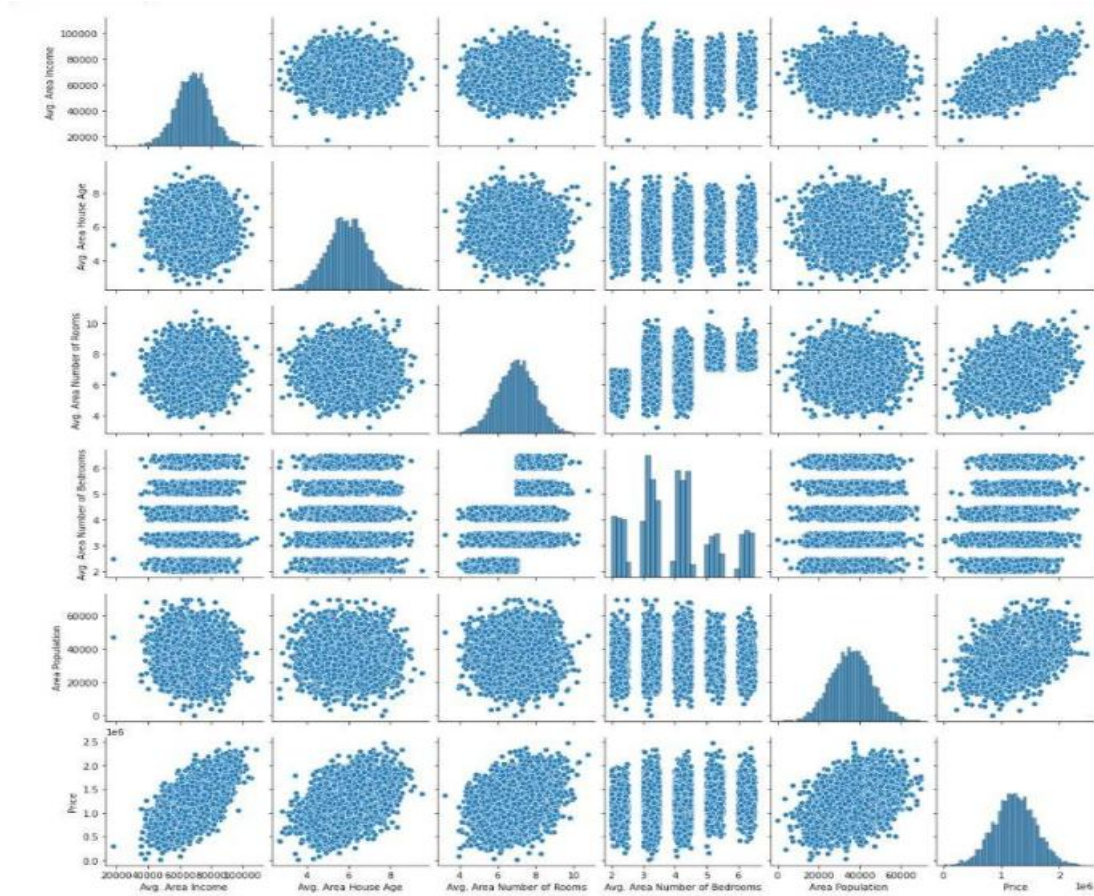 Avg. Area Income
100000
80000
60000
40000
20000
Avg. Area House Age
8
6
4
Avg. Area Number of Rooms
10
8
6
4
Avg. Area Number of Bedrooms
6
5
4
3
2
Area Population
60000
40000
20000
0
1e6
Price
2.5
2.0
1.5
1.0
0.5
0.0
20000 40000 60000 80000 100000
Avg. Area Income
4 6 8
Avg. Area House Age
4 6 8 10
Avg. Area Number of Rooms
2 3 4 5 6
Avg. Area Number of Bedrooms
0 20000 40000 60000
Area Population
0 1 2
1e6
Price